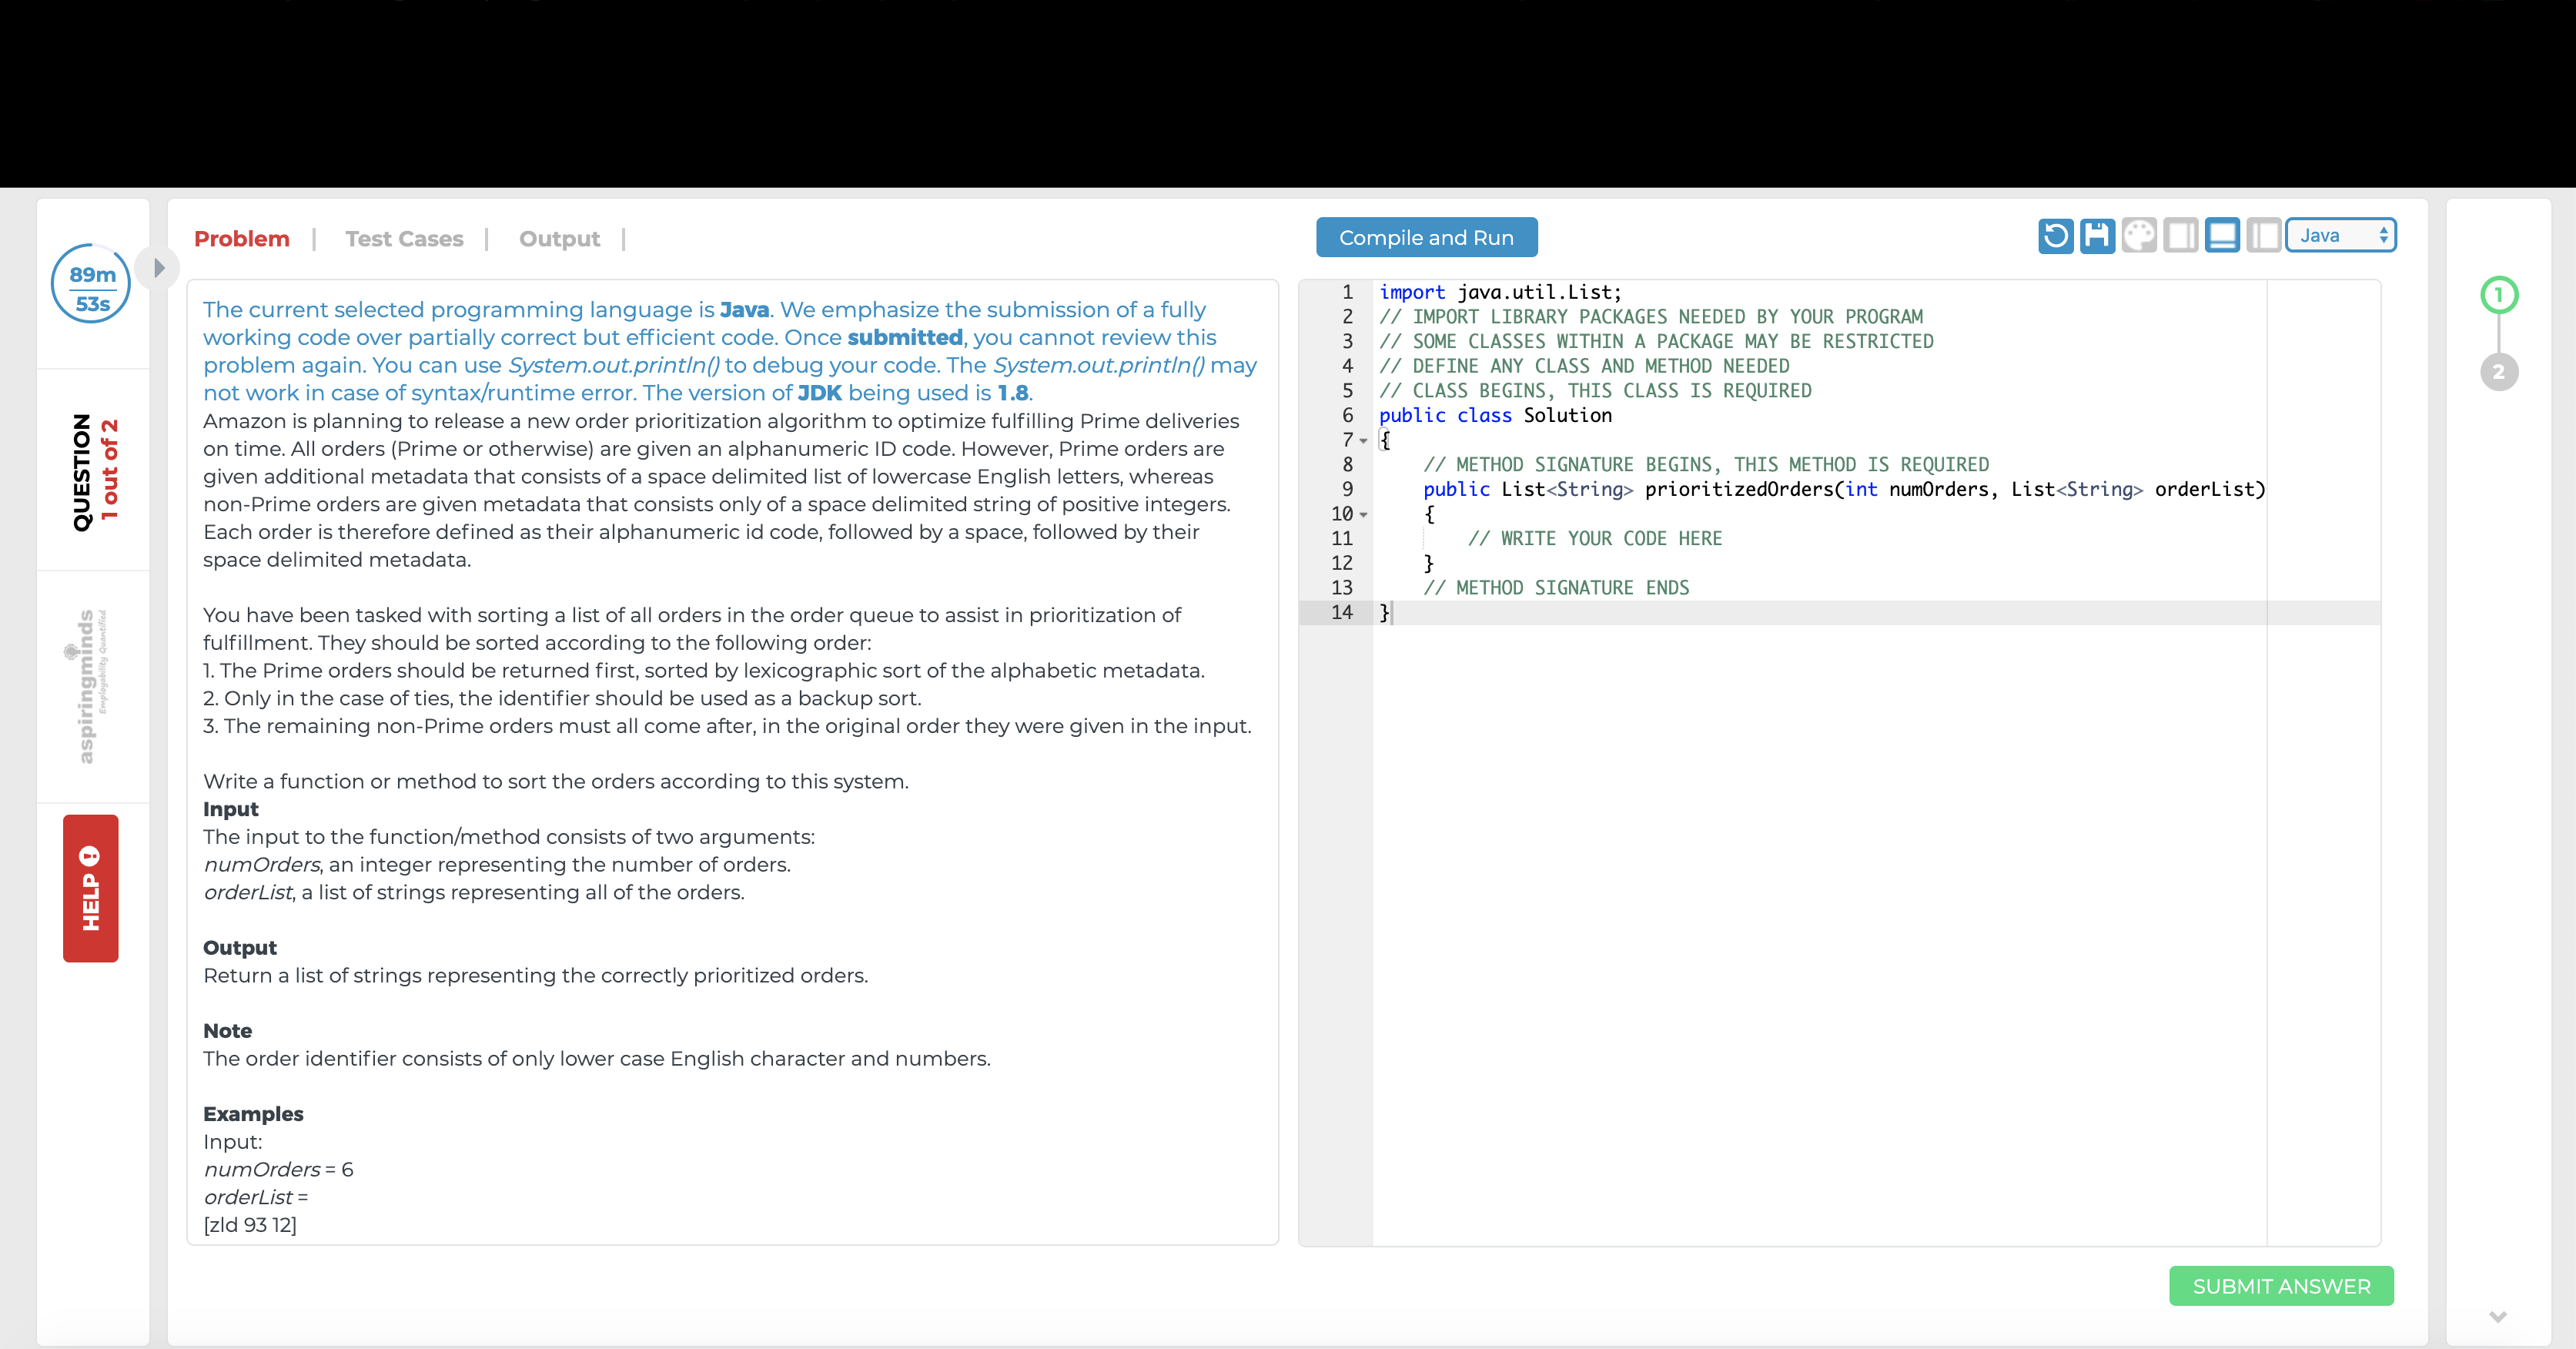 Problem | Test Cases | Output |
Compile and Run
Java
89m
53s
QUESTION
1 out of 2
aspiringminds
Employability Quantified
HELP
The current selected programming language is Java. We emphasize the submission of a fully
working code over partially correct but efficient code. Once submitted, you cannot review this
problem again. You can use System.out.println() to debug your code. The System.out.println() may
not work in case of syntax/runtime error. The version of JDK being used is 1.8.
Amazon is planning to release a new order prioritization algorithm to optimize fulfilling Prime deliveries
on time. All orders (Prime or otherwise) are given an alphanumeric ID code. However, Prime orders are
given additional metadata that consists of a space delimited list of lowercase English letters, whereas
non-Prime orders are given metadata that consists only of a space delimited string of positive integers.
Each order is therefore defined as their alphanumeric id code, followed by a space, followed by their
space delimited metadata.
You have been tasked with sorting a list of all orders in the order queue to assist in prioritization of
fulfillment. They should be sorted according to the following order:
1. The Prime orders should be returned first, sorted by lexicographic sort of the alphabetic metadata.
2. Only in the case of ties, the identifier should be used as a backup sort.
3. The remaining non-Prime orders must all come after, in the original order they were given in the input.
Write a function or method to sort the orders according to this system.
Input
The input to the function/method consists of two arguments:
numOrders, an integer representing the number of orders.
orderList, a list of strings representing all of the orders.
Output
Return a list of strings representing the correctly prioritized orders.
Note
The order identifier consists of only lower case English character and numbers.
Examples
Input:
numOrders = 6
orderList =
[zld 93 12]
1 import java.util.List;
2 // IMPORT LIBRARY PACKAGES NEEDED BY YOUR PROGRAM
3 // SOME CLASSES WITHIN A PACKAGE MAY BE RESTRICTED
4 // DEFINE ANY CLASS AND METHOD NEEDED
5 // CLASS BEGINS, THIS CLASS IS REQUIRED
6 public class Solution
7 {
8 // METHOD SIGNATURE BEGINS, THIS METHOD IS REQUIRED
9 public List<String> prioritizedOrders(int numOrders, List<String> orderList)
10 {
11 // WRITE YOUR CODE HERE
12 }
13 // METHOD SIGNATURE ENDS
14 }
1
2
SUBMIT ANSWER